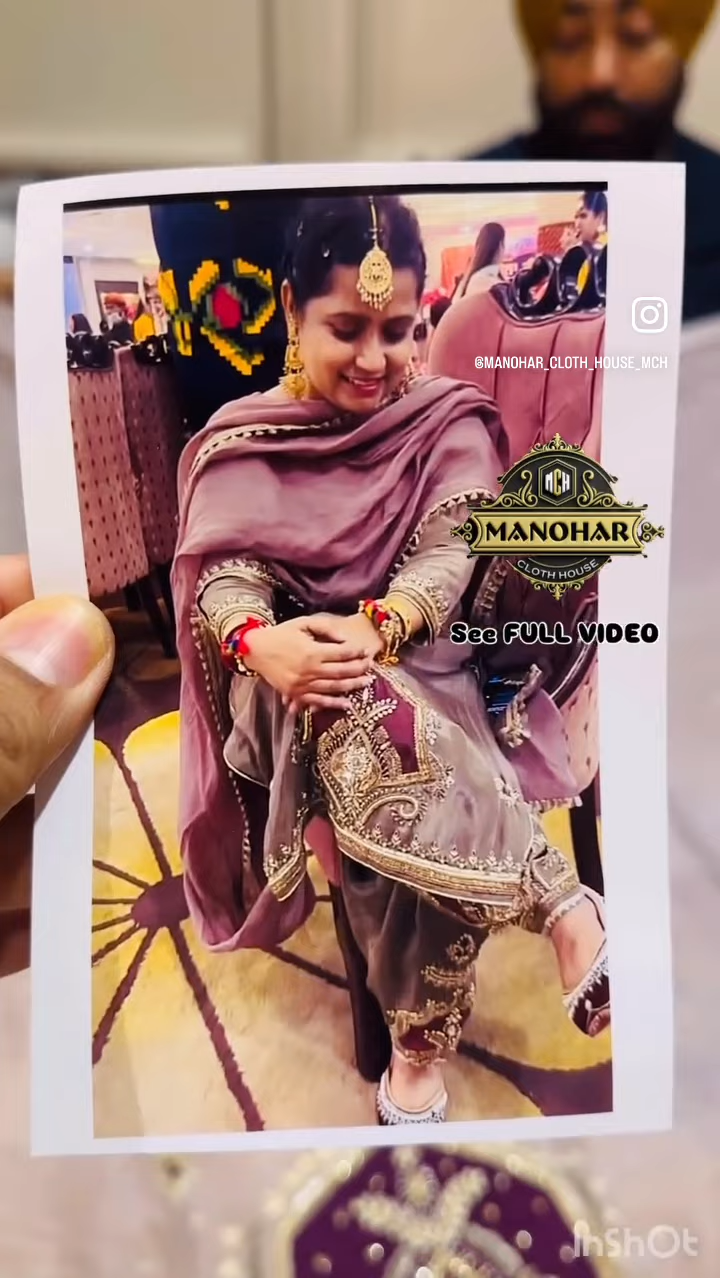 @MANOHAR_CLOTH_HOUSE_MCH
MCH
MANOHAR
CLOTH HOUSE
See FULL VIDEO
InShOt